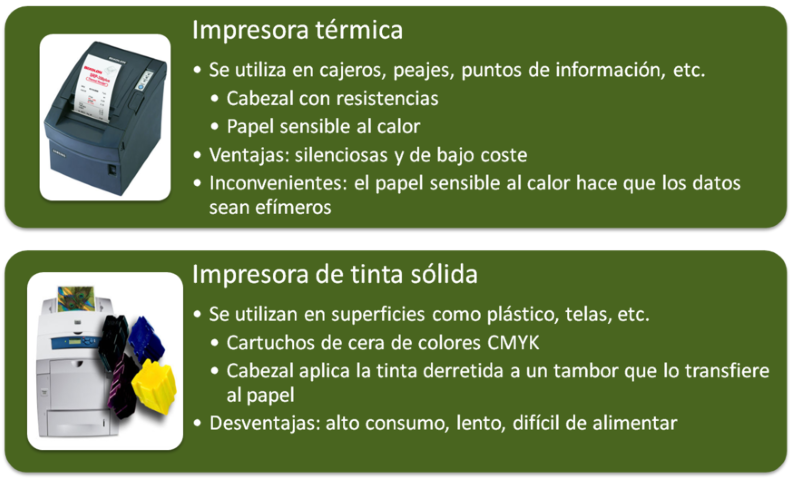 Impresora térmica
• Se utiliza en cajeros, peajes, puntos de información, etc.
• Cabezal con resistencias
• Papel sensible al calor
• Ventajas: silenciosas y de bajo coste
• Inconvenientes: el papel sensible al calor hace que los datos
sean efímeros
Impresora de tinta sólida
• Se utilizan en superficies como plástico, telas, etc.
• Cartuchos de cera de colores CMYK
• Cabezal aplica la tinta derretida a un tambor que lo transfiere
al papel
• Desventajas: alto consumo, lento, difícil de alimentar